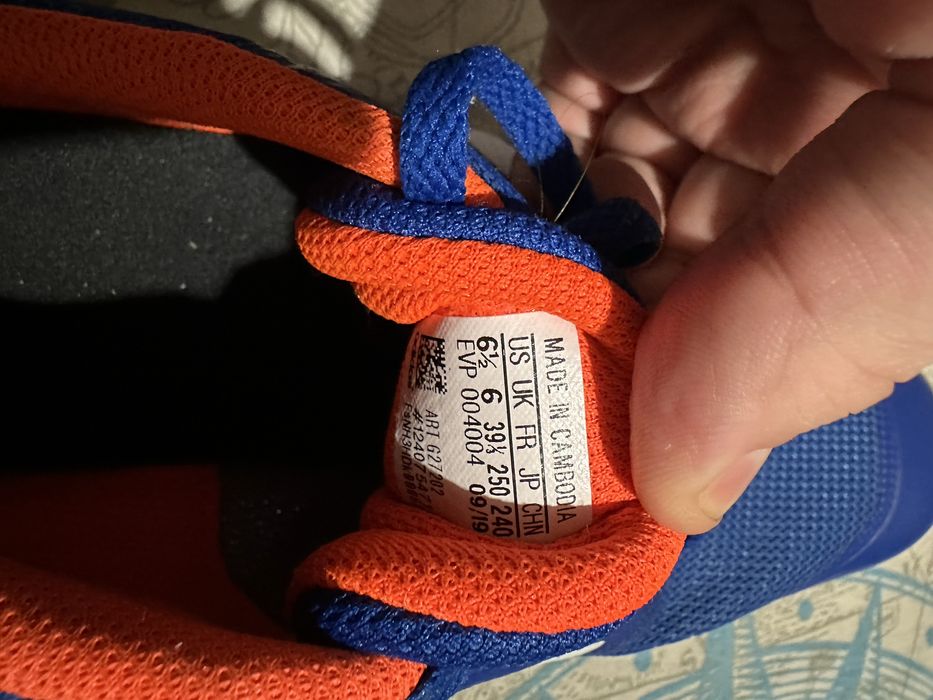 MADE IN CAMBODIA
US UK FR JP CHN
6½ 6 39⅓ 250 240
EVP 004004 09/19
ART G27202